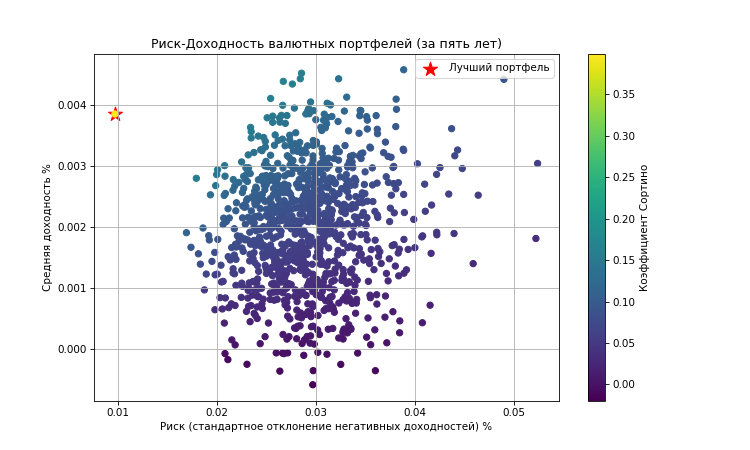 Риск-Доходность валютных портфелей (за пять лет)
Лучший портфель
Средняя доходность %
0.004
0.003
0.002
0.001
0.000
0.01 0.02 0.03 0.04 0.05
Риск (стандартное отклонение негативных доходностей) %
0.35
0.30
0.25
0.20
0.15
0.10
0.05
0.00
Коэффициент Сортино